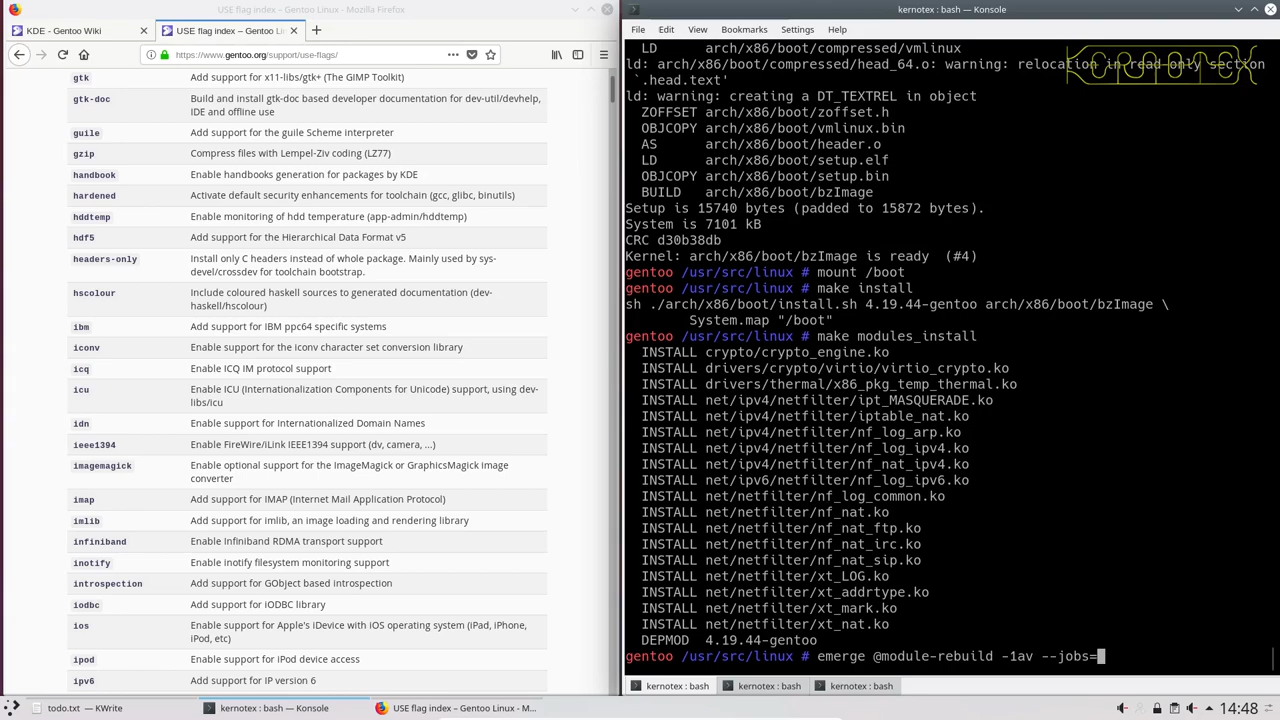 USE flag index – Gentoo Linux - Mozilla Firefox
KDE - Gentoo Wiki
USE flag index – Gentoo Lin
https://www.gentoo.org/support/use-flags/
gtk Add support for x11-libs/gtk+ (The GIMP Toolkit)
gtk-doc Build and install gtk-doc based developer documentation for dev-util/devhelp,
IDE and offline use
guile Add support for the guile Scheme interpreter
gzip Compress files with Lempel-Ziv coding (LZ77)
handbook Enable handbooks generation for packages by KDE
hardened Activate default security enhancements for toolchain (gcc, glibc, binutils)
hddtemp Enable monitoring of hdd temperature (app-admin/hddtemp)
hdf5 Add support for the Hierarchical Data Format v5
headers-only Install only C headers instead of whole package. Mainly used by sys-
devel/crossdev for toolchain bootstrap.
hscolour Include coloured haskell sources to generated documentation (dev-
haskell/hscolour)
ibm Add support for IBM ppc64 specific systems
iconv Enable support for the iconv character set conversion library
icq Enable ICQ IM protocol support
icu Enable ICU (Internationalization Components for Unicode) support, using dev-
libs/icu
idn Enable support for Internationalized Domain Names
ieee1394 Enable FireWire/iLink IEEE1394 support (dv, camera, ...)
imagemagick Enable optional support for the ImageMagick or GraphicsMagick image
converter
imap Add support for IMAP (Internet Mail Application Protocol)
imlib Add support for imlib, an image loading and rendering library
infiniband Enable Infiniband RDMA transport support
inotify Enable inotify filesystem monitoring support
introspection Add support for GObject based introspection
iodbc Add support for iODBC library
ios Enable support for Apple's iDevice with iOS operating system (iPad, iPhone,
iPod, etc)
ipod Enable support for iPod device access
ipv6 Add support for IP version 6
kernotex : bash — Konsole
File Edit View Bookmarks Settings Help
LD arch/x86/boot/compressed/vmlinux
ld: arch/x86/boot/compressed/head_64.o: warning: relocation in read-only section
`.head.text'
ld: warning: creating a DT_TEXTREL in object
ZOFFSET arch/x86/boot/zoffset.h
OBJCOPY arch/x86/boot/vmlinux.bin
AS arch/x86/boot/header.o
LD arch/x86/boot/setup.elf
OBJCOPY arch/x86/boot/setup.bin
BUILD arch/x86/boot/bzImage
Setup is 15740 bytes (padded to 15872 bytes).
System is 7101 kB
CRC d30b38db
Kernel: arch/x86/boot/bzImage is ready (#4)
gentoo /usr/src/linux # mount /boot
gentoo /usr/src/linux # make install
sh ./arch/x86/boot/install.sh 4.19.44-gentoo arch/x86/boot/bzImage \
System.map "/boot"
gentoo /usr/src/linux # make modules_install
INSTALL crypto/crypto_engine.ko
INSTALL drivers/crypto/virtio/virtio_crypto.ko
INSTALL drivers/thermal/x86_pkg_temp_thermal.ko
INSTALL net/ipv4/netfilter/ipt_MASQUERADE.ko
INSTALL net/ipv4/netfilter/iptable_nat.ko
INSTALL net/ipv4/netfilter/nf_log_arp.ko
INSTALL net/ipv4/netfilter/nf_log_ipv4.ko
INSTALL net/ipv4/netfilter/nf_nat_ipv4.ko
INSTALL net/ipv6/netfilter/nf_log_ipv6.ko
INSTALL net/netfilter/nf_log_common.ko
INSTALL net/netfilter/nf_nat.ko
INSTALL net/netfilter/nf_nat_ftp.ko
INSTALL net/netfilter/nf_nat_irc.ko
INSTALL net/netfilter/nf_nat_sip.ko
INSTALL net/netfilter/xt_LOG.ko
INSTALL net/netfilter/xt_addrtype.ko
INSTALL net/netfilter/xt_mark.ko
INSTALL net/netfilter/xt_nat.ko
DEPMOD 4.19.44-gentoo
gentoo /usr/src/linux # emerge @module-rebuild -1av --jobs=
kernotex : bash kernotex : bash kernotex : bash
todo.txt — KWrite
kernotex : bash — Konsole
USE flag index – Gentoo Linux - M...
14:48